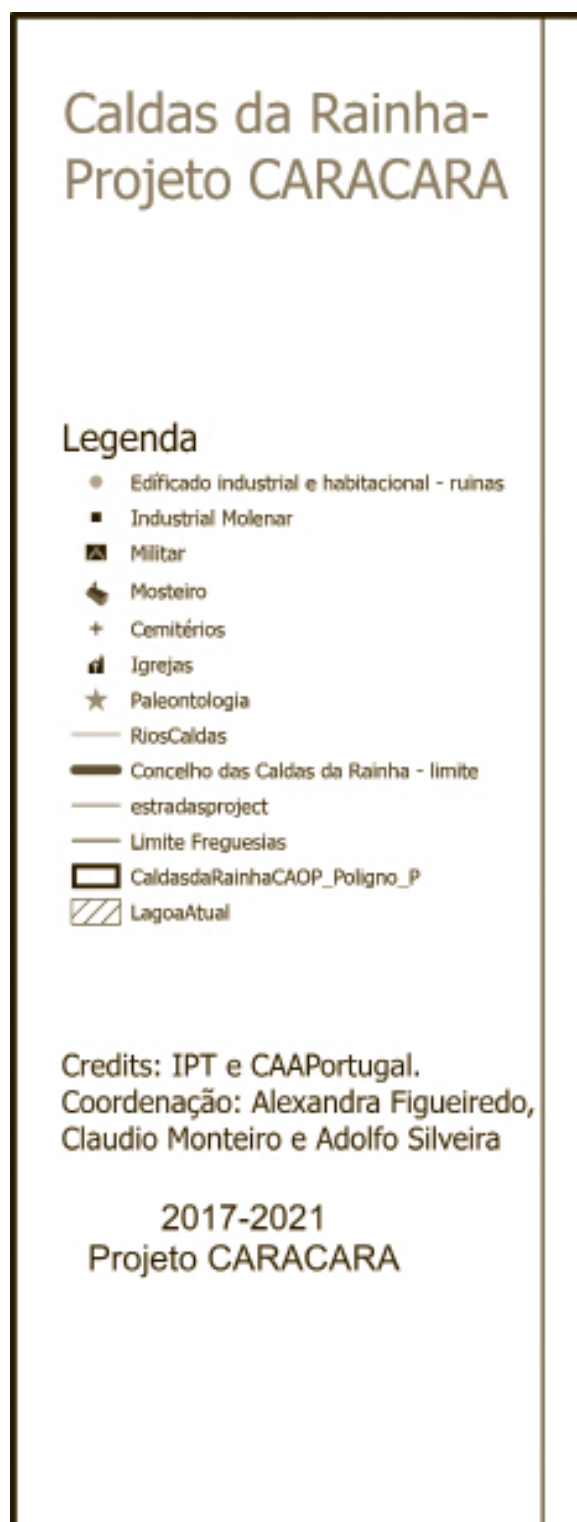 Caldas da Rainha-
Projeto CARACARA
Legenda
Edíficado industrial e habitacional - ruinas
Industrial Molenar
Militar
Mosteiro
Cemitérios
Igrejas
Paleontologia
RiosCaldas
Concelho das Caldas da Rainha - limite
estradasproject
Limite Freguesias
CaldasdaRainhaCAOP_Poligno_P
LagoaAtual
Credits: IPT e CAAPortugal.
Coordenação: Alexandra Figueiredo,
Claudio Monteiro e Adolfo Silveira
2017-2021
Projeto CARACARA